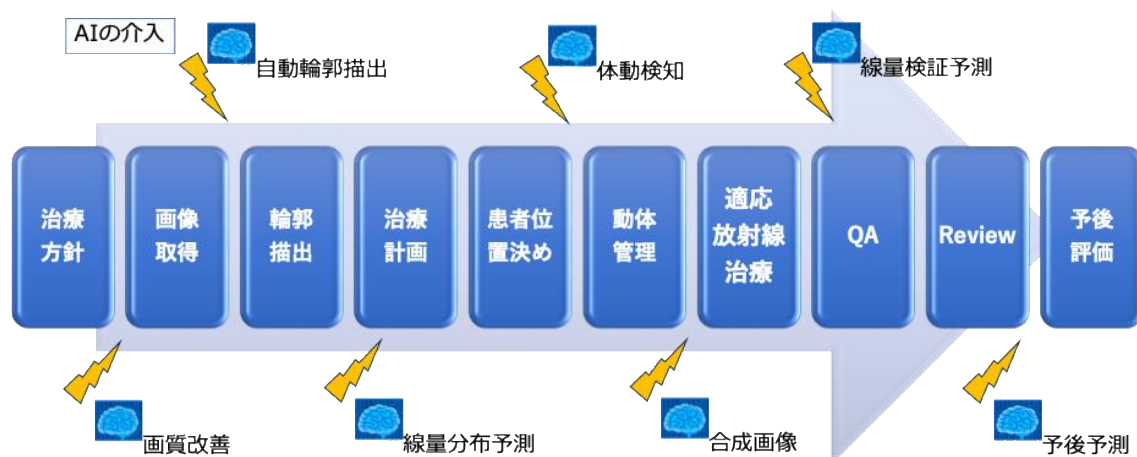 AIの介入
自動輪郭描出
体動検知
線量検証予測
治療
方針
画像
取得
輪郭
描出
治療
計画
患者位
置決め
動体
管理
適応
放射線
治療
QA
Review
予後
評価
画質改善
線量分布予測
合成画像
予後予測